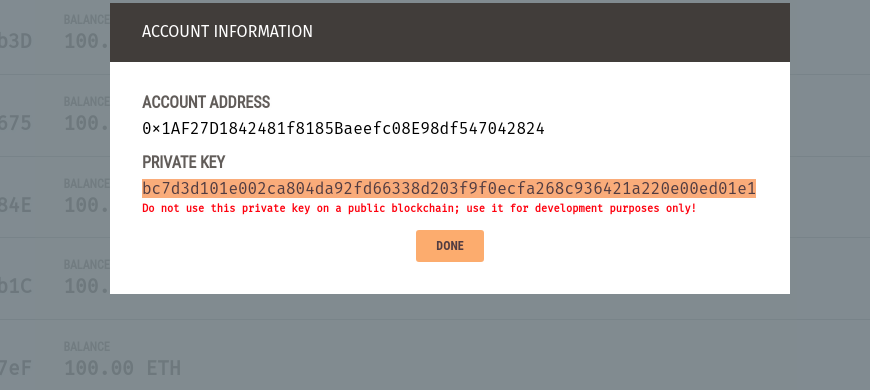 BALANCE
b3D 100.
ACCOUNT INFORMATION
ACCOUNT ADDRESS
BALANCE
675 100.
0x1AF27D1842481f8185Baeefc08E98df547042824
PRIVATE KEY
BALANCE
bc7d3d101e002ca804da92fd66338d203f9f0ecfa268c936421a220e00ed01e1
84E 100.
Do not use this private key on a public blockchain; use it for development purposes only!
DONE
BALANCE
b1C 100.
BALANCE
7eF 100.00 ETH